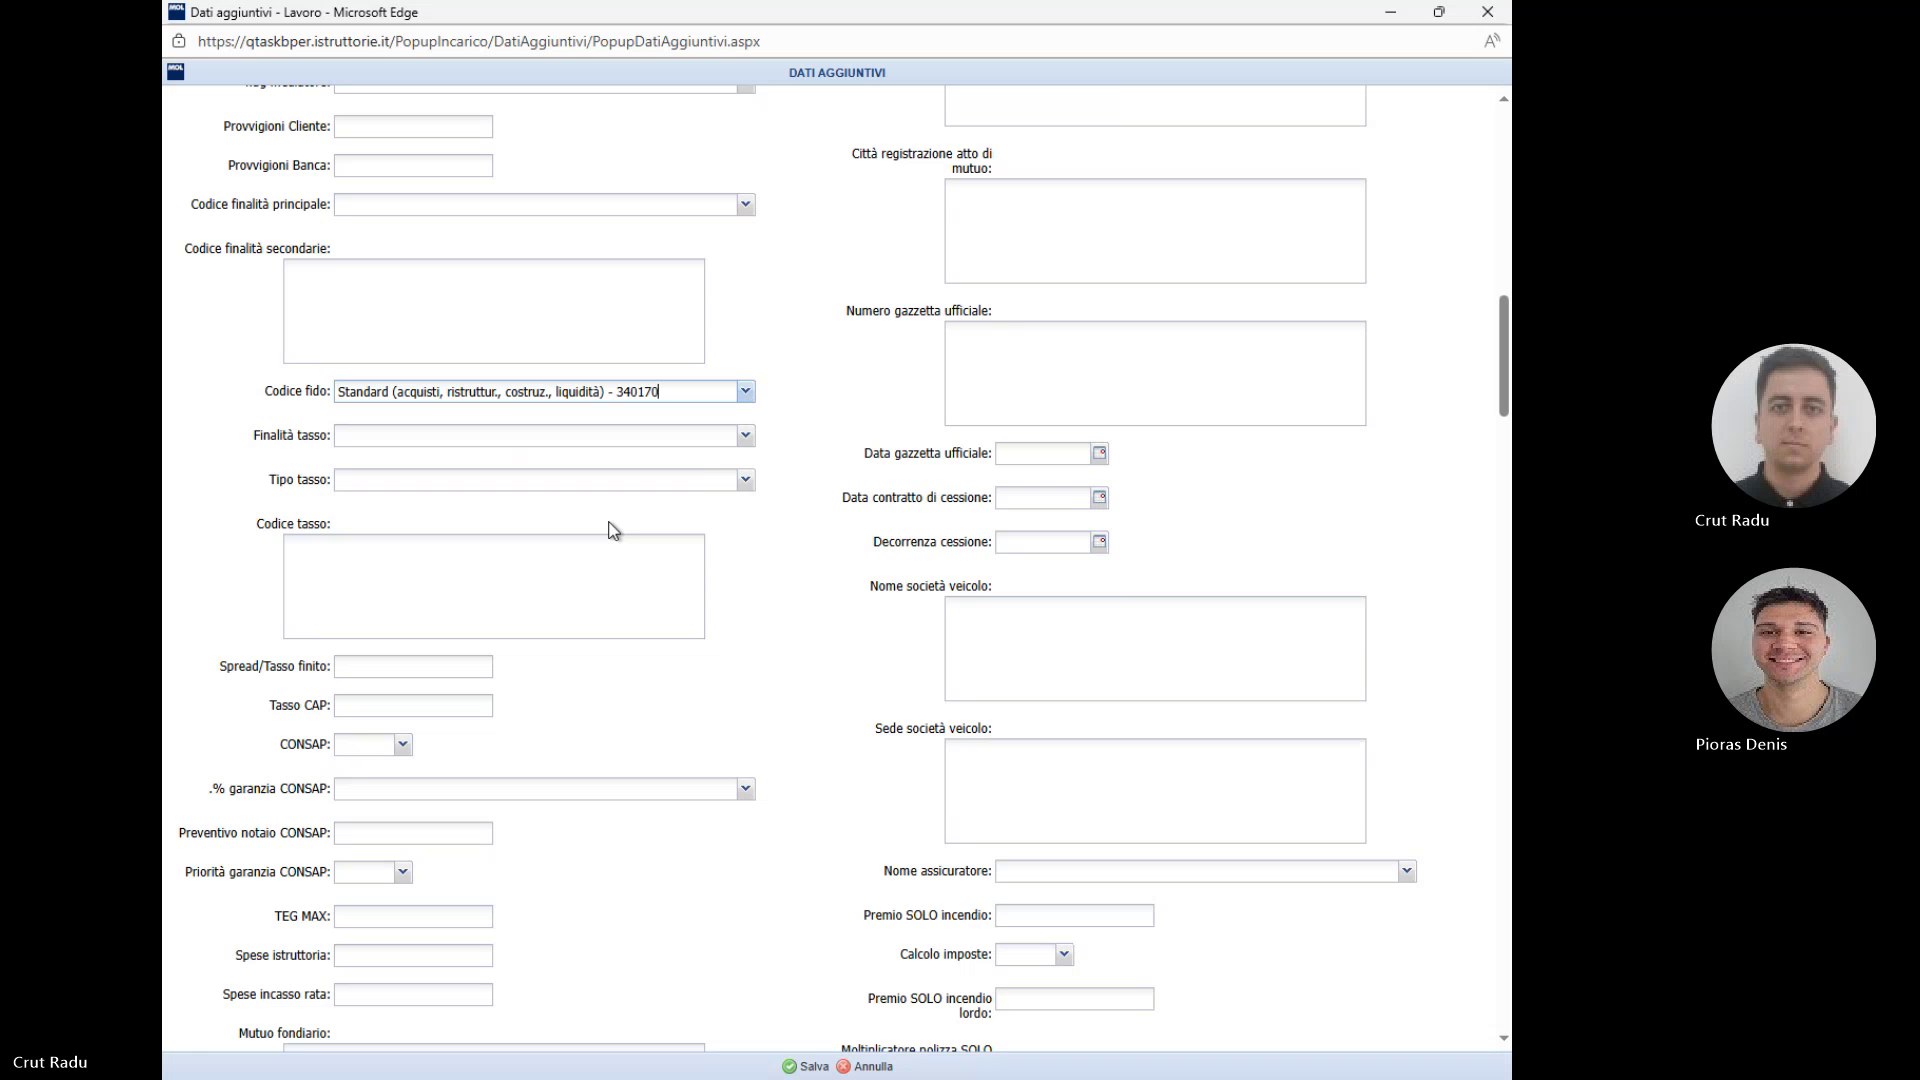 Dati aggiuntivi - Lavoro - Microsoft Edge
https://qtaskbper.istruttorie.it/PopupIncarico/DatiAggiuntivi/PopupDatiAggiuntivi.aspx
MOL
DATI AGGIUNTIVI
Provvigioni Cliente:
Provvigioni Banca:
Codice finalità principale:
Codice finalità secondarie:
Codice fido: Standard (acquisti, ristruttur., costruz., liquidità) - 340170
Finalità tasso:
Tipo tasso:
Codice tasso:
Spread/Tasso finito:
Tasso CAP:
CONSAP:
.% garanzia CONSAP:
Preventivo notaio CONSAP:
Priorità garanzia CONSAP:
TEG MAX:
Spese istruttoria:
Spese incasso rata:
Mutuo fondiario:
Città registrazione atto di
mutuo:
Numero gazzetta ufficiale:
Data gazzetta ufficiale:
Data contratto di cessione:
Decorrenza cessione:
Nome società veicolo:
Sede società veicolo:
Nome assicuratore:
Premio SOLO incendio:
Calcolo imposte:
Premio SOLO incendio
lordo:
Moltiplicatore polizza SOLO
Salva Annulla
Crut Radu
Pioras Denis
Crut Radu